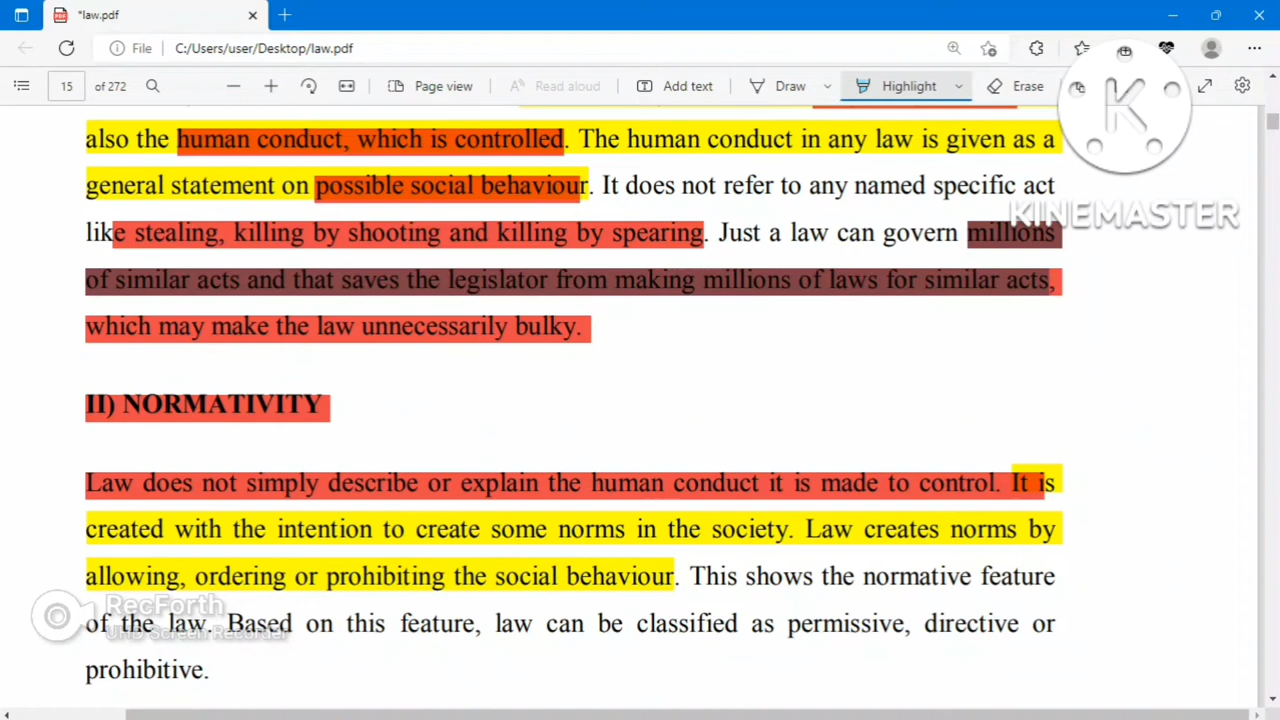 *law.pdf
File C:/Users/user/Desktop/law.pdf
15 of 272 Page view Read aloud Add text Draw Highlight Erase
also the human conduct, which is controlled. The human conduct in any law is given as a
general statement on possible social behaviour. It does not refer to any named specific act
like stealing, killing by shooting and killing by spearing. Just a law can govern millions
of similar acts and that saves the legislator from making millions of laws for similar acts,
which may make the law unnecessarily bulky.
II) NORMATIVITY
Law does not simply describe or explain the human conduct it is made to control. It is
created with the intention to create some norms in the society. Law creates norms by
allowing, ordering or prohibiting the social behaviour. This shows the normative feature
of the law. Based on this feature, law can be classified as permissive, directive or
prohibitive.
K
KINEMASTER
RecForth
UHD Screen Recorder